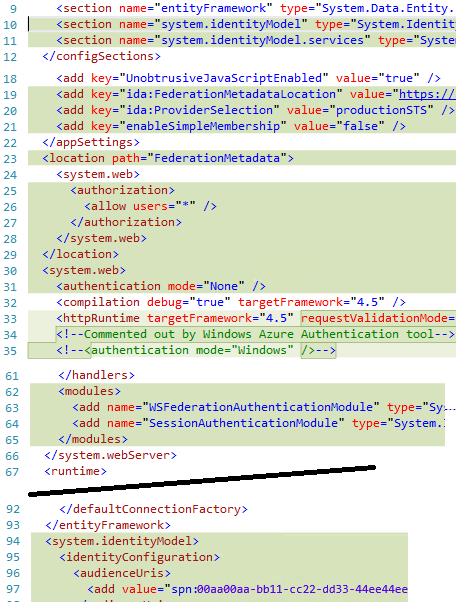 9 <section name="entityFramework" type="System.Data.Entity.
10 <section name="system.identityModel" type="System.Identit
11 <section name="system.identityModel.services" type="Syste
12 </configSections>
18 <add key="UnobtrusiveJavaScriptEnabled" value="true" />
19 <add key="ida:FederationMetadataLocation" value="https://
20 <add key="ida:ProviderSelection" value="productionSTS" />
21 <add key="enableSimpleMembership" value="false" />
22 </appSettings>
23 <location path="FederationMetadata">
24 <system.web>
25 <authorization>
26 <allow users="*" />
27 </authorization>
28 </system.web>
29 </location>
30 <system.web>
31 <authentication mode="None" />
32 <compilation debug="true" targetFramework="4.5" />
33 <httpRuntime targetFramework="4.5" requestValidationMode=
34 <!--Commented out by Windows Azure Authentication tool-->
35 <!--<authentication mode="Windows" />-->
61 </handlers>
62 <modules>
63 <add name="WSFederationAuthenticationModule" type="Sy
64 <add name="SessionAuthenticationModule" type="System.
65 </modules>
66 </system.webServer>
67 <runtime>
92 </defaultConnectionFactory>
93 </entityFramework>
94 <system.identityModel>
95 <identityConfiguration>
96 <audienceUris>
97 <add value="spn:00aa00aa-bb11-cc22-dd33-44ee44ee